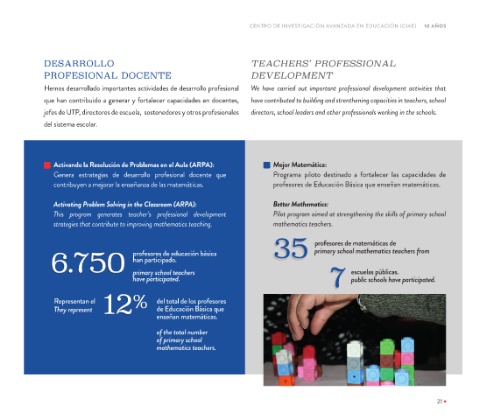 CENTRO DE INVESTIGACIÓN AVANZADA EN EDUCACIÓN (CIAE) 10 AÑOS
DESARROLLO
PROFESIONAL DOCENTE
Hemos desarrollado importantes actividades de desarrollo profesional
que han contribuido a generar y fortalecer capacidades en docentes,
jefes de UTP, directores de escuela, sostenedores y otros profesionales
del sistema escolar.
TEACHERS' PROFESSIONAL
DEVELOPMENT
We have carried out important professional development activities that
have contributed to building and strengthening capacities in teachers, school
directors, school leaders and other professionals working in the schools.
Activando la Resolución de Problemas en el Aula (ARPA):
Genera estrategias de desarrollo profesional docente que
contribuyen a mejorar la enseñanza de las matemáticas.
Activating Problem Solving in the Classroom (ARPA):
This program generates teacher's professional development
strategies that contribute to improving mathematics teaching.
6.750
profesores de educación básica
han participado.
primary school teachers
have participated.
Representan el
They represent
12%
del total de los profesores
de Educación Básica que
enseñan matemáticas.
of the total number
of primary school
mathematics teachers.
Mejor Matemática:
Programa piloto destinado a fortalecer las capacidades de
profesores de Educación Básica que enseñan matemáticas.
Better Mathematics:
Pilot program aimed at strengthening the skills of primary school
mathematics teachers.
35
profesores de matemáticas de
primary school mathematics teachers from
7
escuelas públicas.
public schools have participated.
21